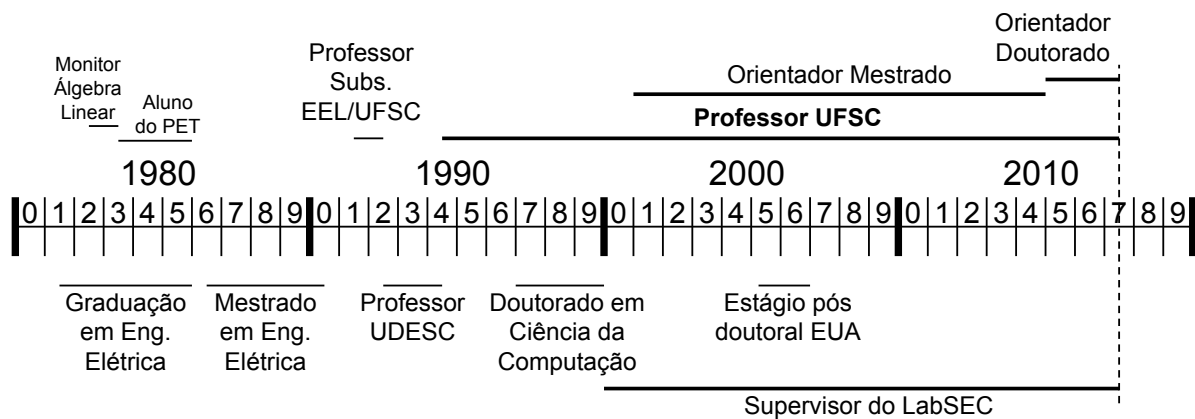 Monitor
Álgebra
Linear
Aluno
do PET
Professor
Subs.
EEL/UFSC
Orientador Mestrado
Orientador
Doutorado
Professor UFSC
1980
1990
2000
2010
0 1 2 3 4 5 6 7 8 9 0 1 2 3 4 5 6 7 8 9 0 1 2 3 4 5 6 7 8 9 0 1 2 3 4 5 6 7 8 9
Graduação
em Eng.
Elétrica
Mestrado
em Eng.
Elétrica
Professor
UDESC
Doutorado em
Ciência da
Computação
Estágio pós
doutoral EUA
Supervisor do LabSEC